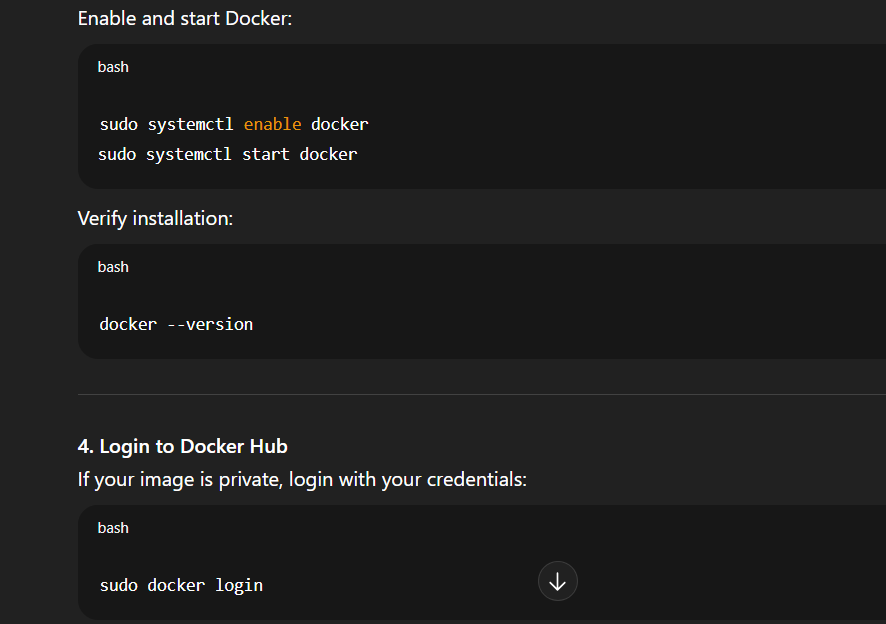 Enable and start Docker:
bash
sudo systemctl enable docker
sudo systemctl start docker
Verify installation:
bash
docker --version
4. Login to Docker Hub
If your image is private, login with your credentials:
bash
sudo docker login